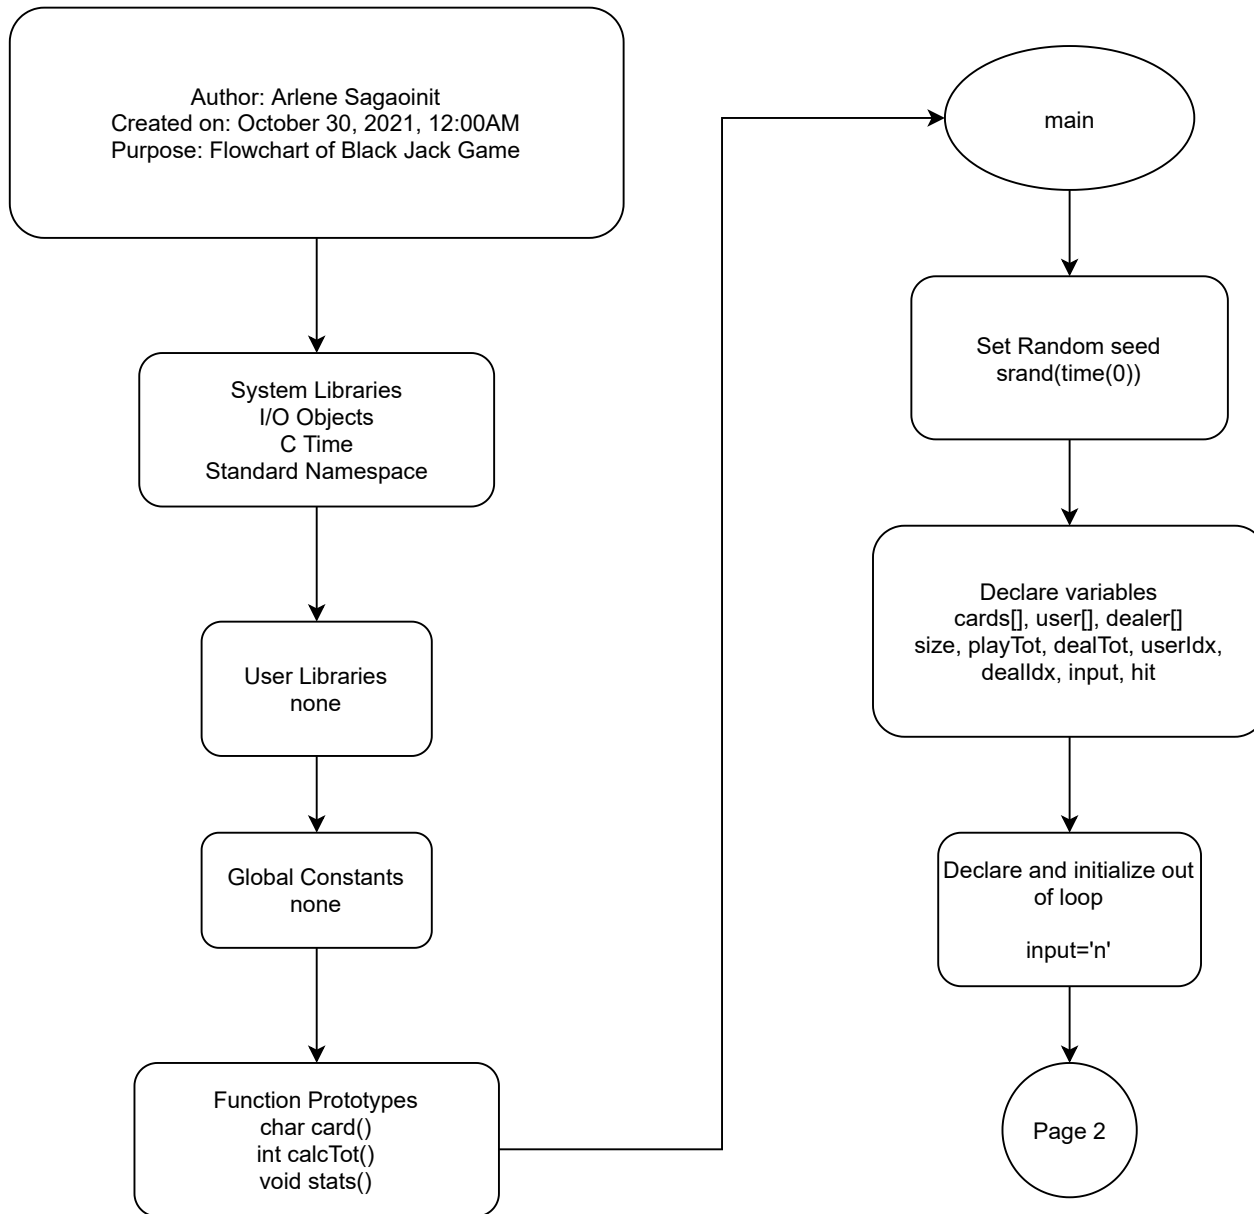 Author: Arlene Sagaoinit
Created on: October 30, 2021, 12:00AM
Purpose: Flowchart of Black Jack Game
System Libraries
I/O Objects
C Time
Standard Namespace
User Libraries
none
Global Constants
none
Function Prototypes
char card()
int calcTot()
void stats()
main
Set Random seed
srand(time(0))
Declare variables
cards[], user[], dealer[]
size, playTot, dealTot, userIdx,
dealIdx, input, hit
Declare and initialize out
of loop
input='n'
Page 2